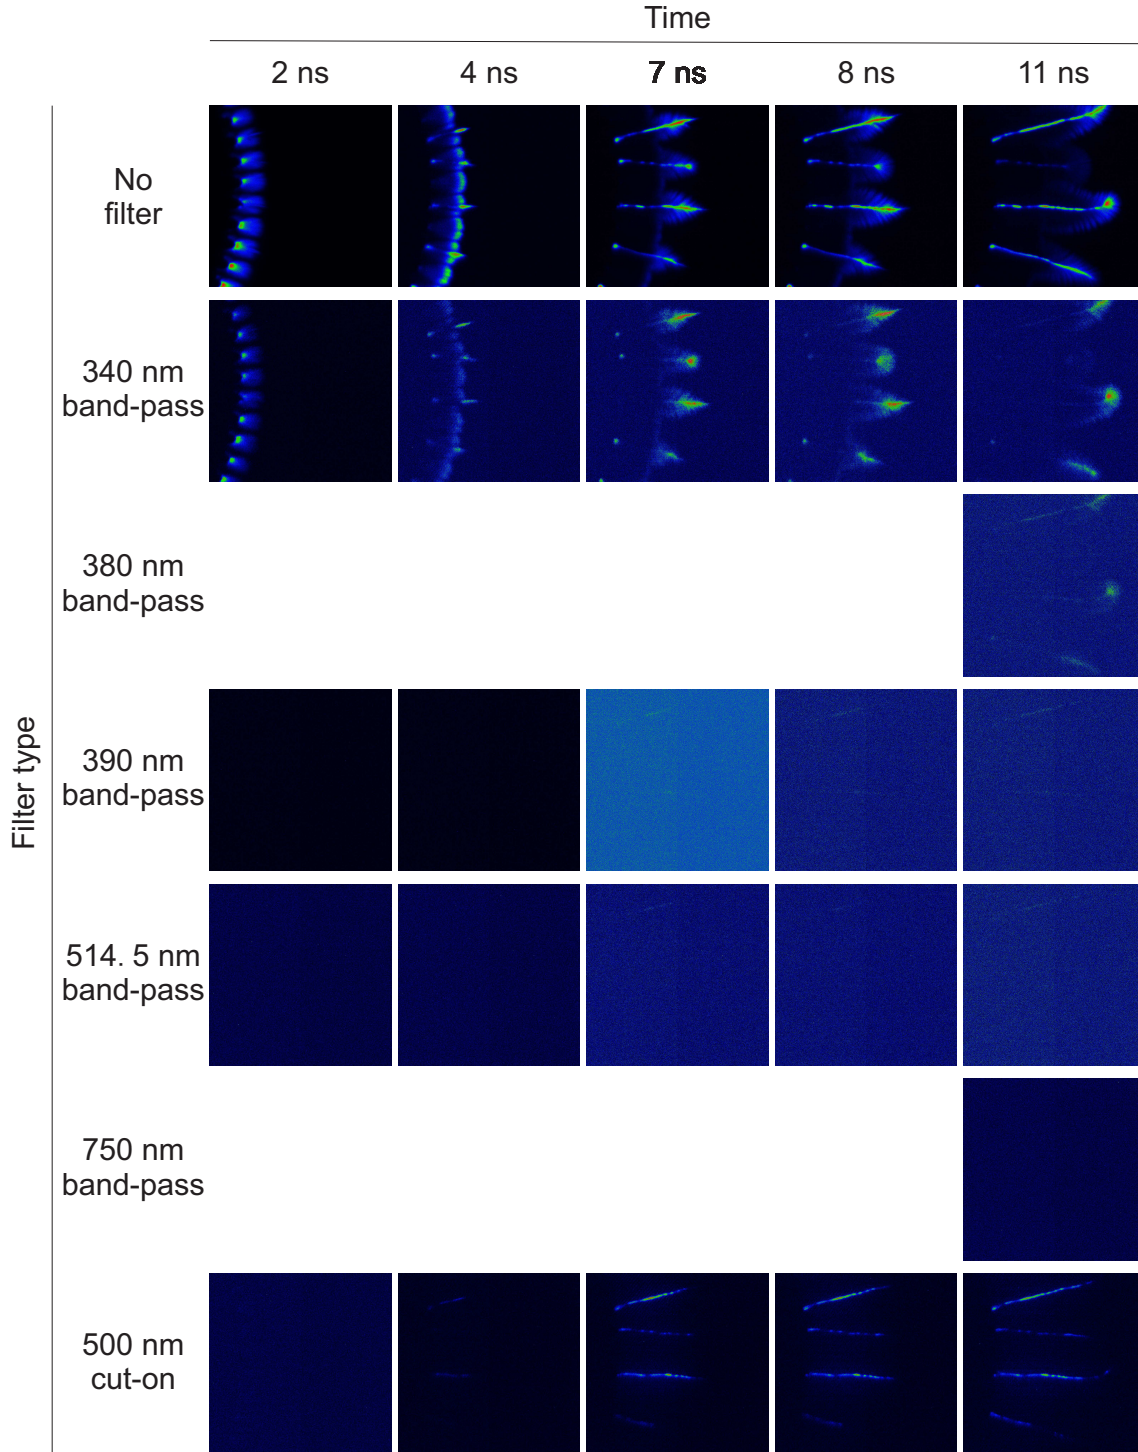 Time
2 ns
4 ns
7 ns
8 ns
11 ns
Filter type
No
filter
340 nm
band-pass
380 nm
band-pass
390 nm
band-pass
514. 5 nm
band-pass
750 nm
band-pass
500 nm
cut-on